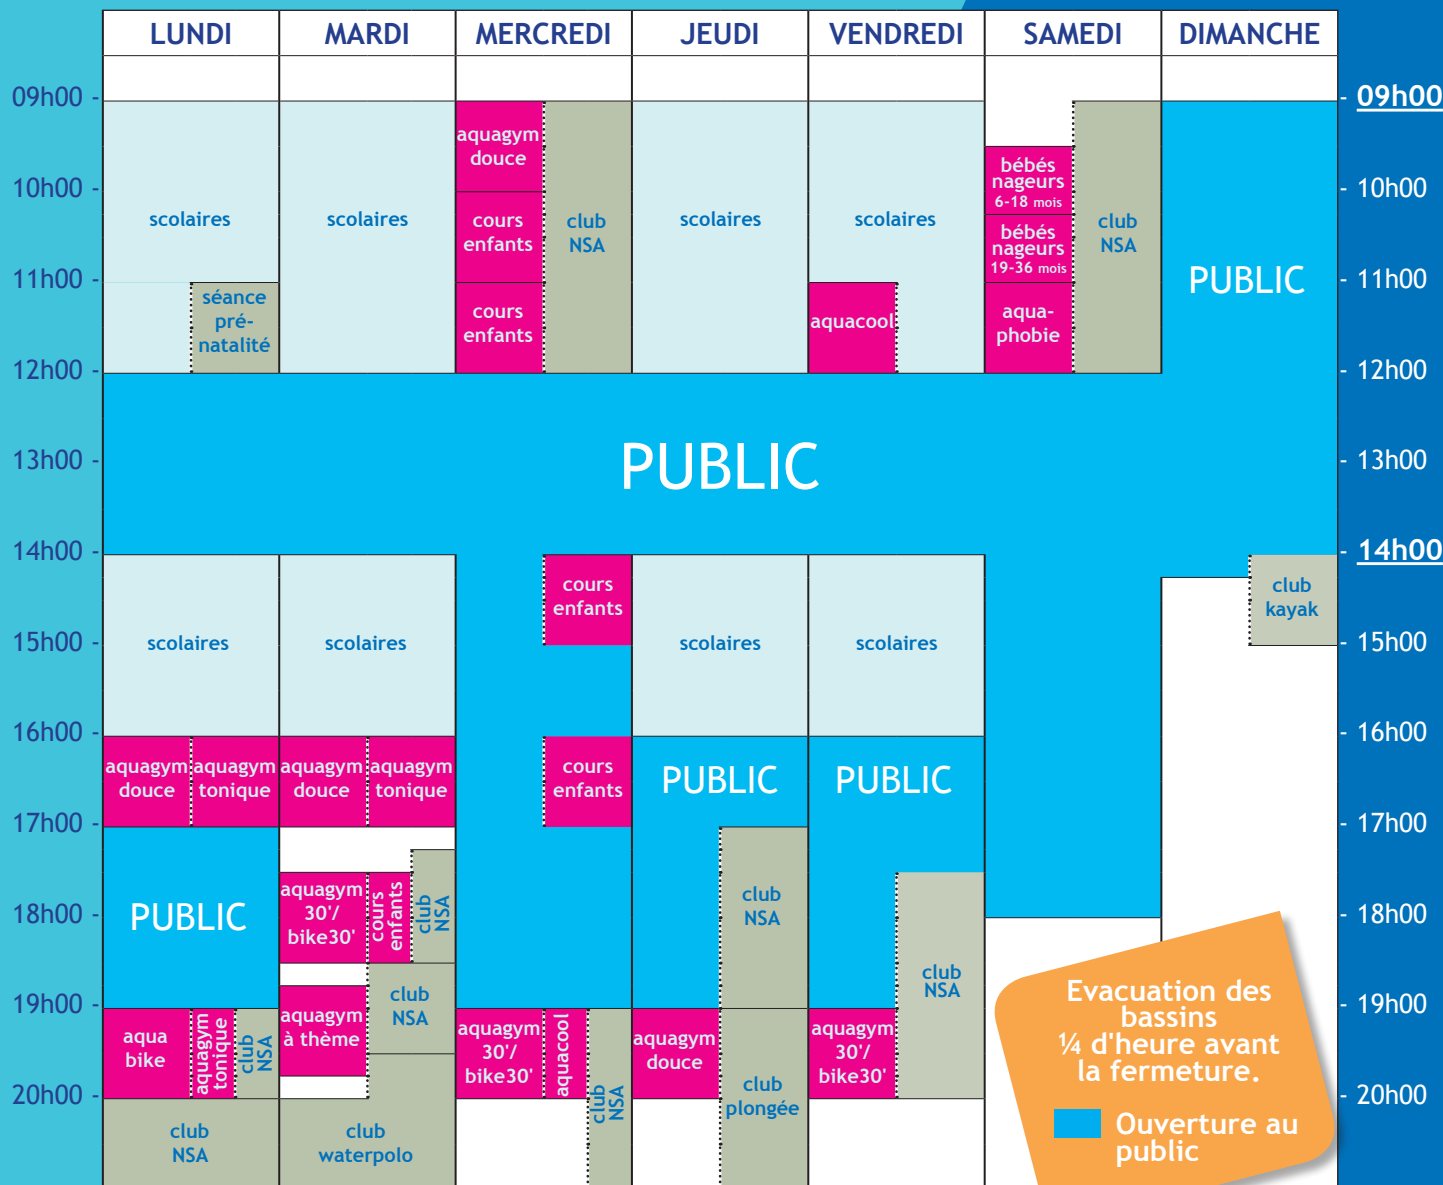 LUNDI MARDI MERCREDI JEUDI VENDREDI SAMEDI DIMANCHE
09h00 -
10h00 -
11h00 -
12h00 -
13h00 -
14h00 -
15h00 -
16h00 -
17h00 -
18h00 -
19h00 -
20h00 -
scolaires
séance
pré-
natalité
scolaires
aquagym
douce
aquagym
tonique
PUBLIC
aqua
bike
aquagym
tonique
club
NSA
club
NSA
scolaires
scolaires
aquagym
douce
aquagym
tonique
aquagym
30'/
bike30'
cours
enfants
club
NSA
aquagym
à thème
club
NSA
club
waterpolo
aquagym
douce
cours
enfants
cours
enfants
club
NSA
PUBLIC
cours
enfants
cours
enfants
aquagym
30'/
bike30'
aquacool
club
NSA
scolaires
scolaires
PUBLIC
club
NSA
aquagym
douce
club
plongée
scolaires
aquacool
scolaires
PUBLIC
club
NSA
aquagym
30'/
bike30'
bébés
nageurs
6-18 mois
bébés
nageurs
19-36 mois
aqua-
phobie
club
NSA
PUBLIC
club
kayak
- 09h00
- 10h00
- 11h00
- 12h00
- 13h00
- 14h00
- 15h00
- 16h00
- 17h00
- 18h00
- 19h00
- 20h00
Evacuation des
bassins
¼ d'heure avant
la fermeture.
Ouverture au
public